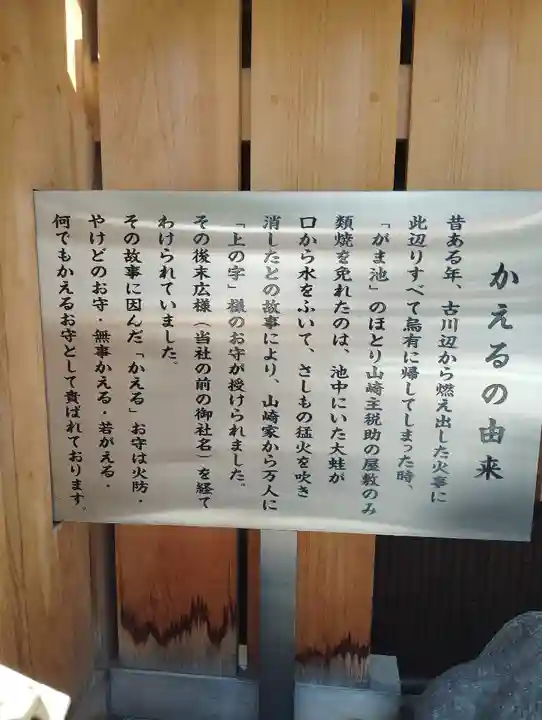 かえるの由来
昔ある年、古川辺から燃え出した火事に
此辺りすべて烏有に帰してしまった時、
「がま池」のほとり山崎主税助の屋敷のみ
類焼を免れたのは、池中にいた大蛙が
口から水をふいて、さしもの猛火を吹き
消したとの故事により、山崎家から万人に
「上の字」様のお守が授けられました。
その後末広様（当社の前の御社名）を経て
わけられていました。
その故事に因んだ「かえる」お守は火防・
やけどのお守・無事かえる・若がえる・
何でもかえるお守として貴ばれております。